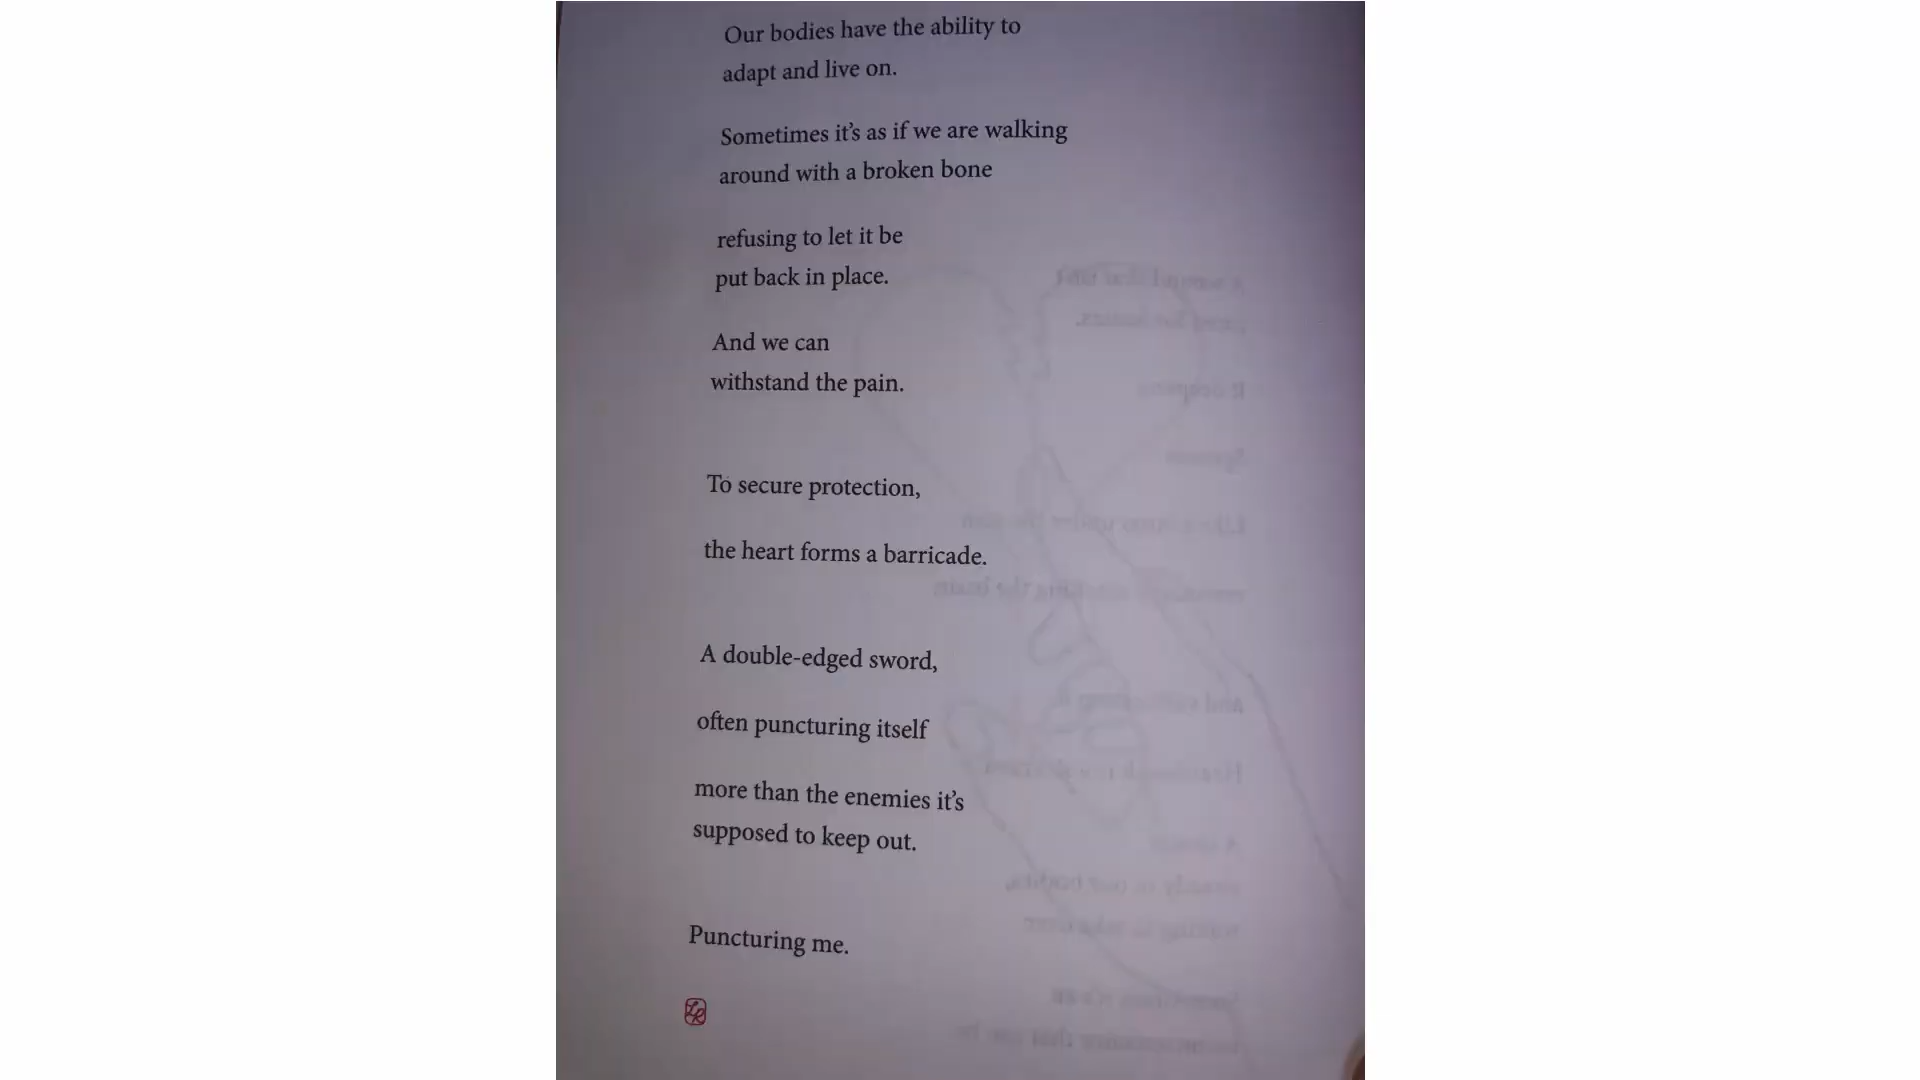 Our bodies have the ability to
adapt and live on.
Sometimes it's as if we are walking
around with a broken bone
refusing to let it be
put back in place.
And we can
withstand the pain.
To secure protection,
the heart forms a barricade.
A double-edged sword,
often puncturing itself
more than the enemies it's
supposed to keep out.
Puncturing me.